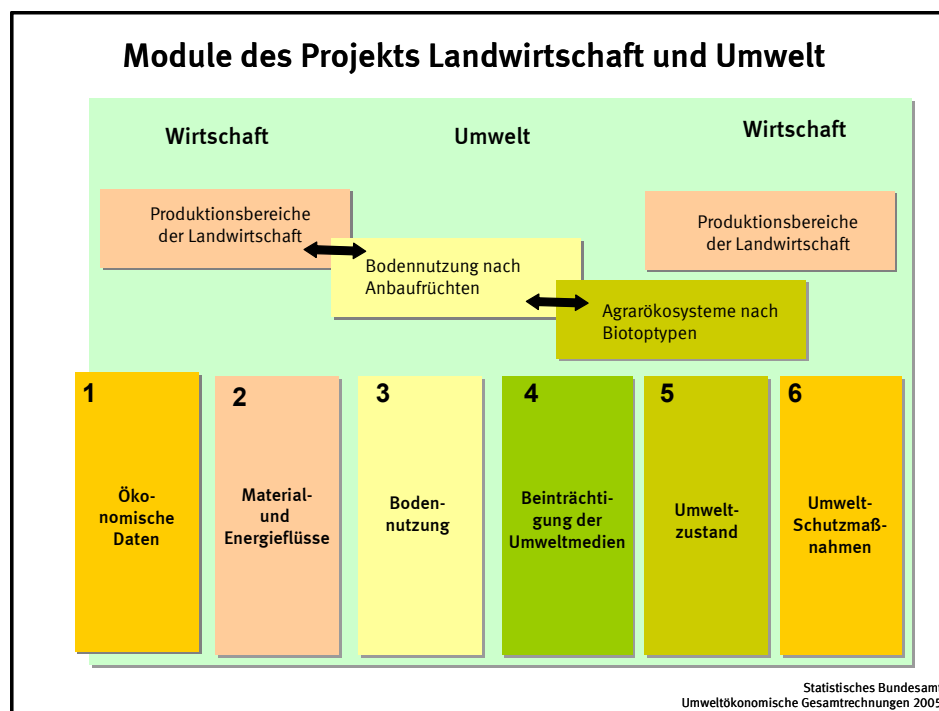 Module des Projekts Landwirtschaft und Umwelt
Wirtschaft
Umwelt
Wirtschaft
Produktionsbereiche
der Landwirtschaft
Produktionsbereiche
der Landwirtschaft
Bodennutzung nach
Anbaufrüchten
Agrarökosysteme nach
Biotoptypen
1
Öko-
nomische
Daten
2
Material-
und
Energieflüsse
3
Boden-
nutzung
4
Beinträchti-
gung der
Umweltmedien
5
Umwelt-
zustand
6
Umwelt-
Schutzmaß-
nahmen
Statistisches Bundesamt
Umweltökonomische Gesamtrechnungen 2005